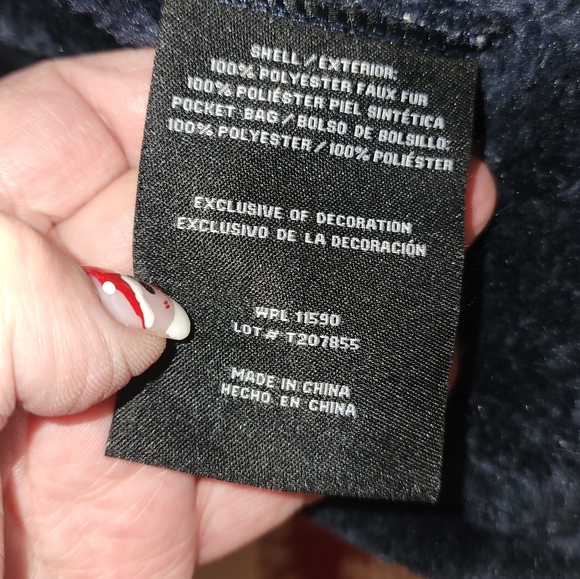 SHELL / EXTERIOR:
100% POLYESTER FAUX FUR
100% POLIÉSTER PIEL SINTÉTICA
POCKET BAG / BOLSO DE BOLSILLO:
100% POLYESTER / 100% POLIÉSTER
EXCLUSIVE OF DECORATION
EXCLUSIVO DE LA DECORACIÓN
WPL 11590
LOT # T207855
MADE IN CHINA
HECHO EN CHINA